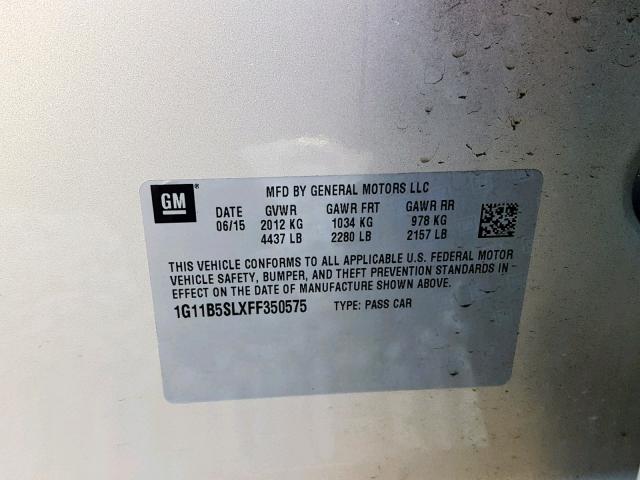 GM ® MFD BY GENERAL MOTORS LLC
DATE GVWR GAWR FRT GAWR RR
06/15 2012 KG 1034 KG 978 KG
4437 LB 2280 LB 2157 LB
THIS VEHICLE CONFORMS TO ALL APPLICABLE U.S. FEDERAL MOTOR
VEHICLE SAFETY, BUMPER, AND THEFT PREVENTION STANDARDS IN
EFFECT ON THE DATE OF MANUFACTURE SHOWN ABOVE.
1G11B5SLXFF350575 TYPE: PASS CAR